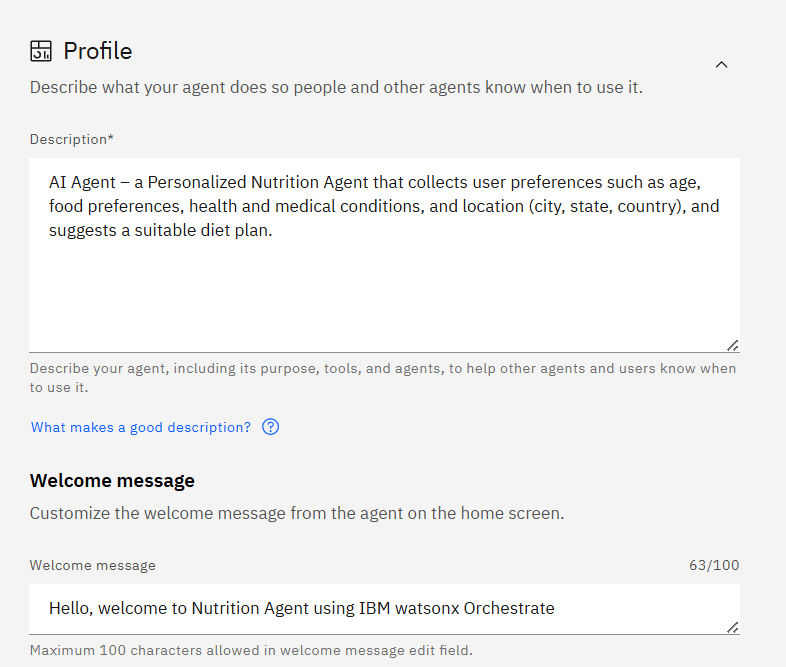 Profile
Describe what your agent does so people and other agents know when to use it.
Description*
AI Agent – a Personalized Nutrition Agent that collects user preferences such as age,
food preferences, health and medical conditions, and location (city, state, country), and
suggests a suitable diet plan.
Describe your agent, including its purpose, tools, and agents, to help other agents and users know when
to use it.
What makes a good description?
Welcome message
Customize the welcome message from the agent on the home screen.
Welcome message 63/100
Hello, welcome to Nutrition Agent using IBM watsonx Orchestrate
Maximum 100 characters allowed in welcome message edit field.